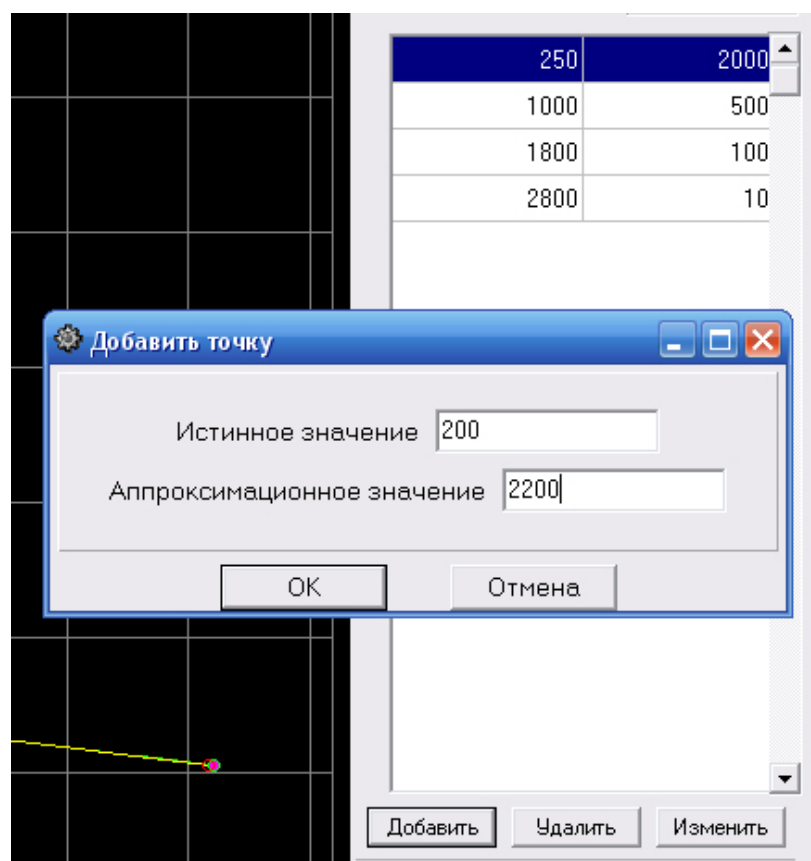 250 2000
1000 500
1800 100
2800 10
Добавить точку
Истинное значение 200
Аппроксимационное значение 2200
OK Отмена
Добавить Удалить Изменить